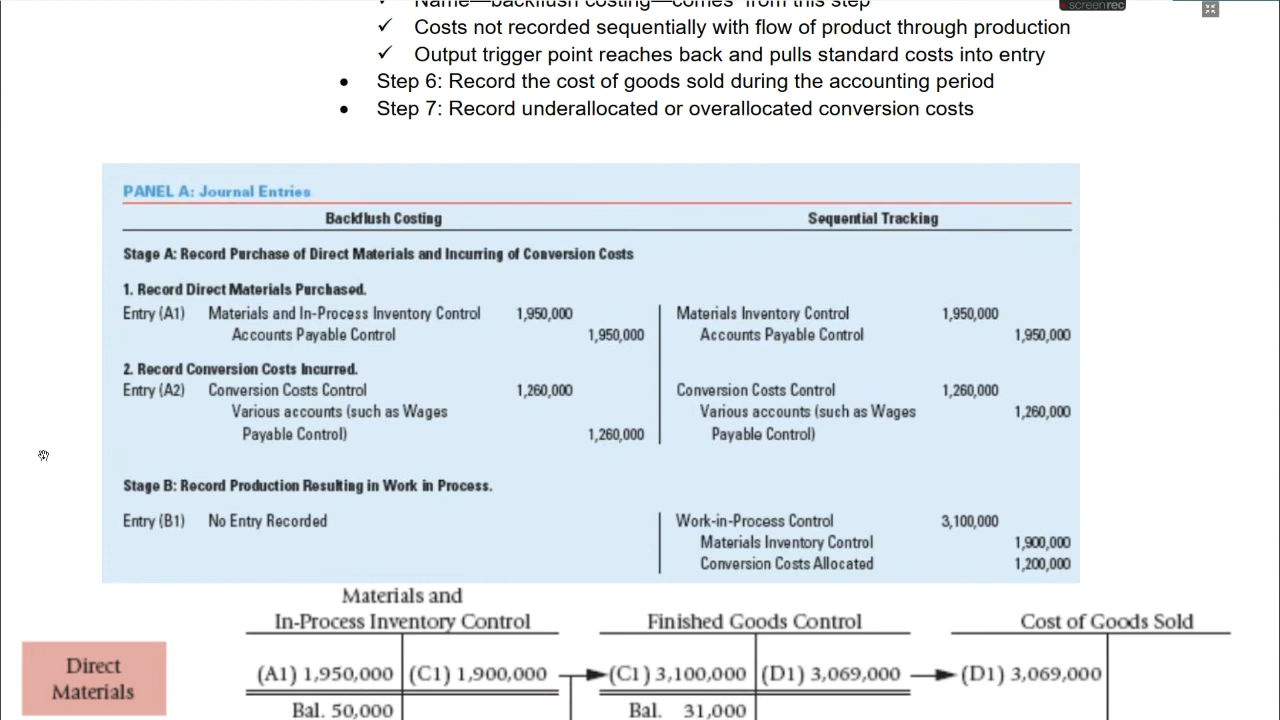 Name—backflush costing—comes from this step
screenrec
✓ Costs not recorded sequentially with flow of product through production
✓ Output trigger point reaches back and pulls standard costs into entry
• Step 6: Record the cost of goods sold during the accounting period
• Step 7: Record underallocated or overallocated conversion costs
PANEL A: Journal Entries
Backflush Costing Sequential Tracking
Stage A: Record Purchase of Direct Materials and Incurring of Conversion Costs
1. Record Direct Materials Purchased.
Entry (A1) Materials and In-Process Inventory Control 1,950,000 Materials Inventory Control 1,950,000
Accounts Payable Control 1,950,000 Accounts Payable Control 1,950,000
2. Record Conversion Costs Incurred.
Entry (A2) Conversion Costs Control 1,260,000 Conversion Costs Control 1,260,000
Various accounts (such as Wages Various accounts (such as Wages 1,260,000
Payable Control) 1,260,000 Payable Control)
Stage B: Record Production Resulting in Work in Process.
Entry (B1) No Entry Recorded Work-in-Process Control 3,100,000
Materials Inventory Control 1,900,000
Conversion Costs Allocated 1,200,000
Materials and
In-Process Inventory Control Finished Goods Control Cost of Goods Sold
Direct
Materials
(A1) 1,950,000 (C1) 1,900,000 (C1) 3,100,000 (D1) 3,069,000 (D1) 3,069,000
Bal. 50,000 Bal. 31,000